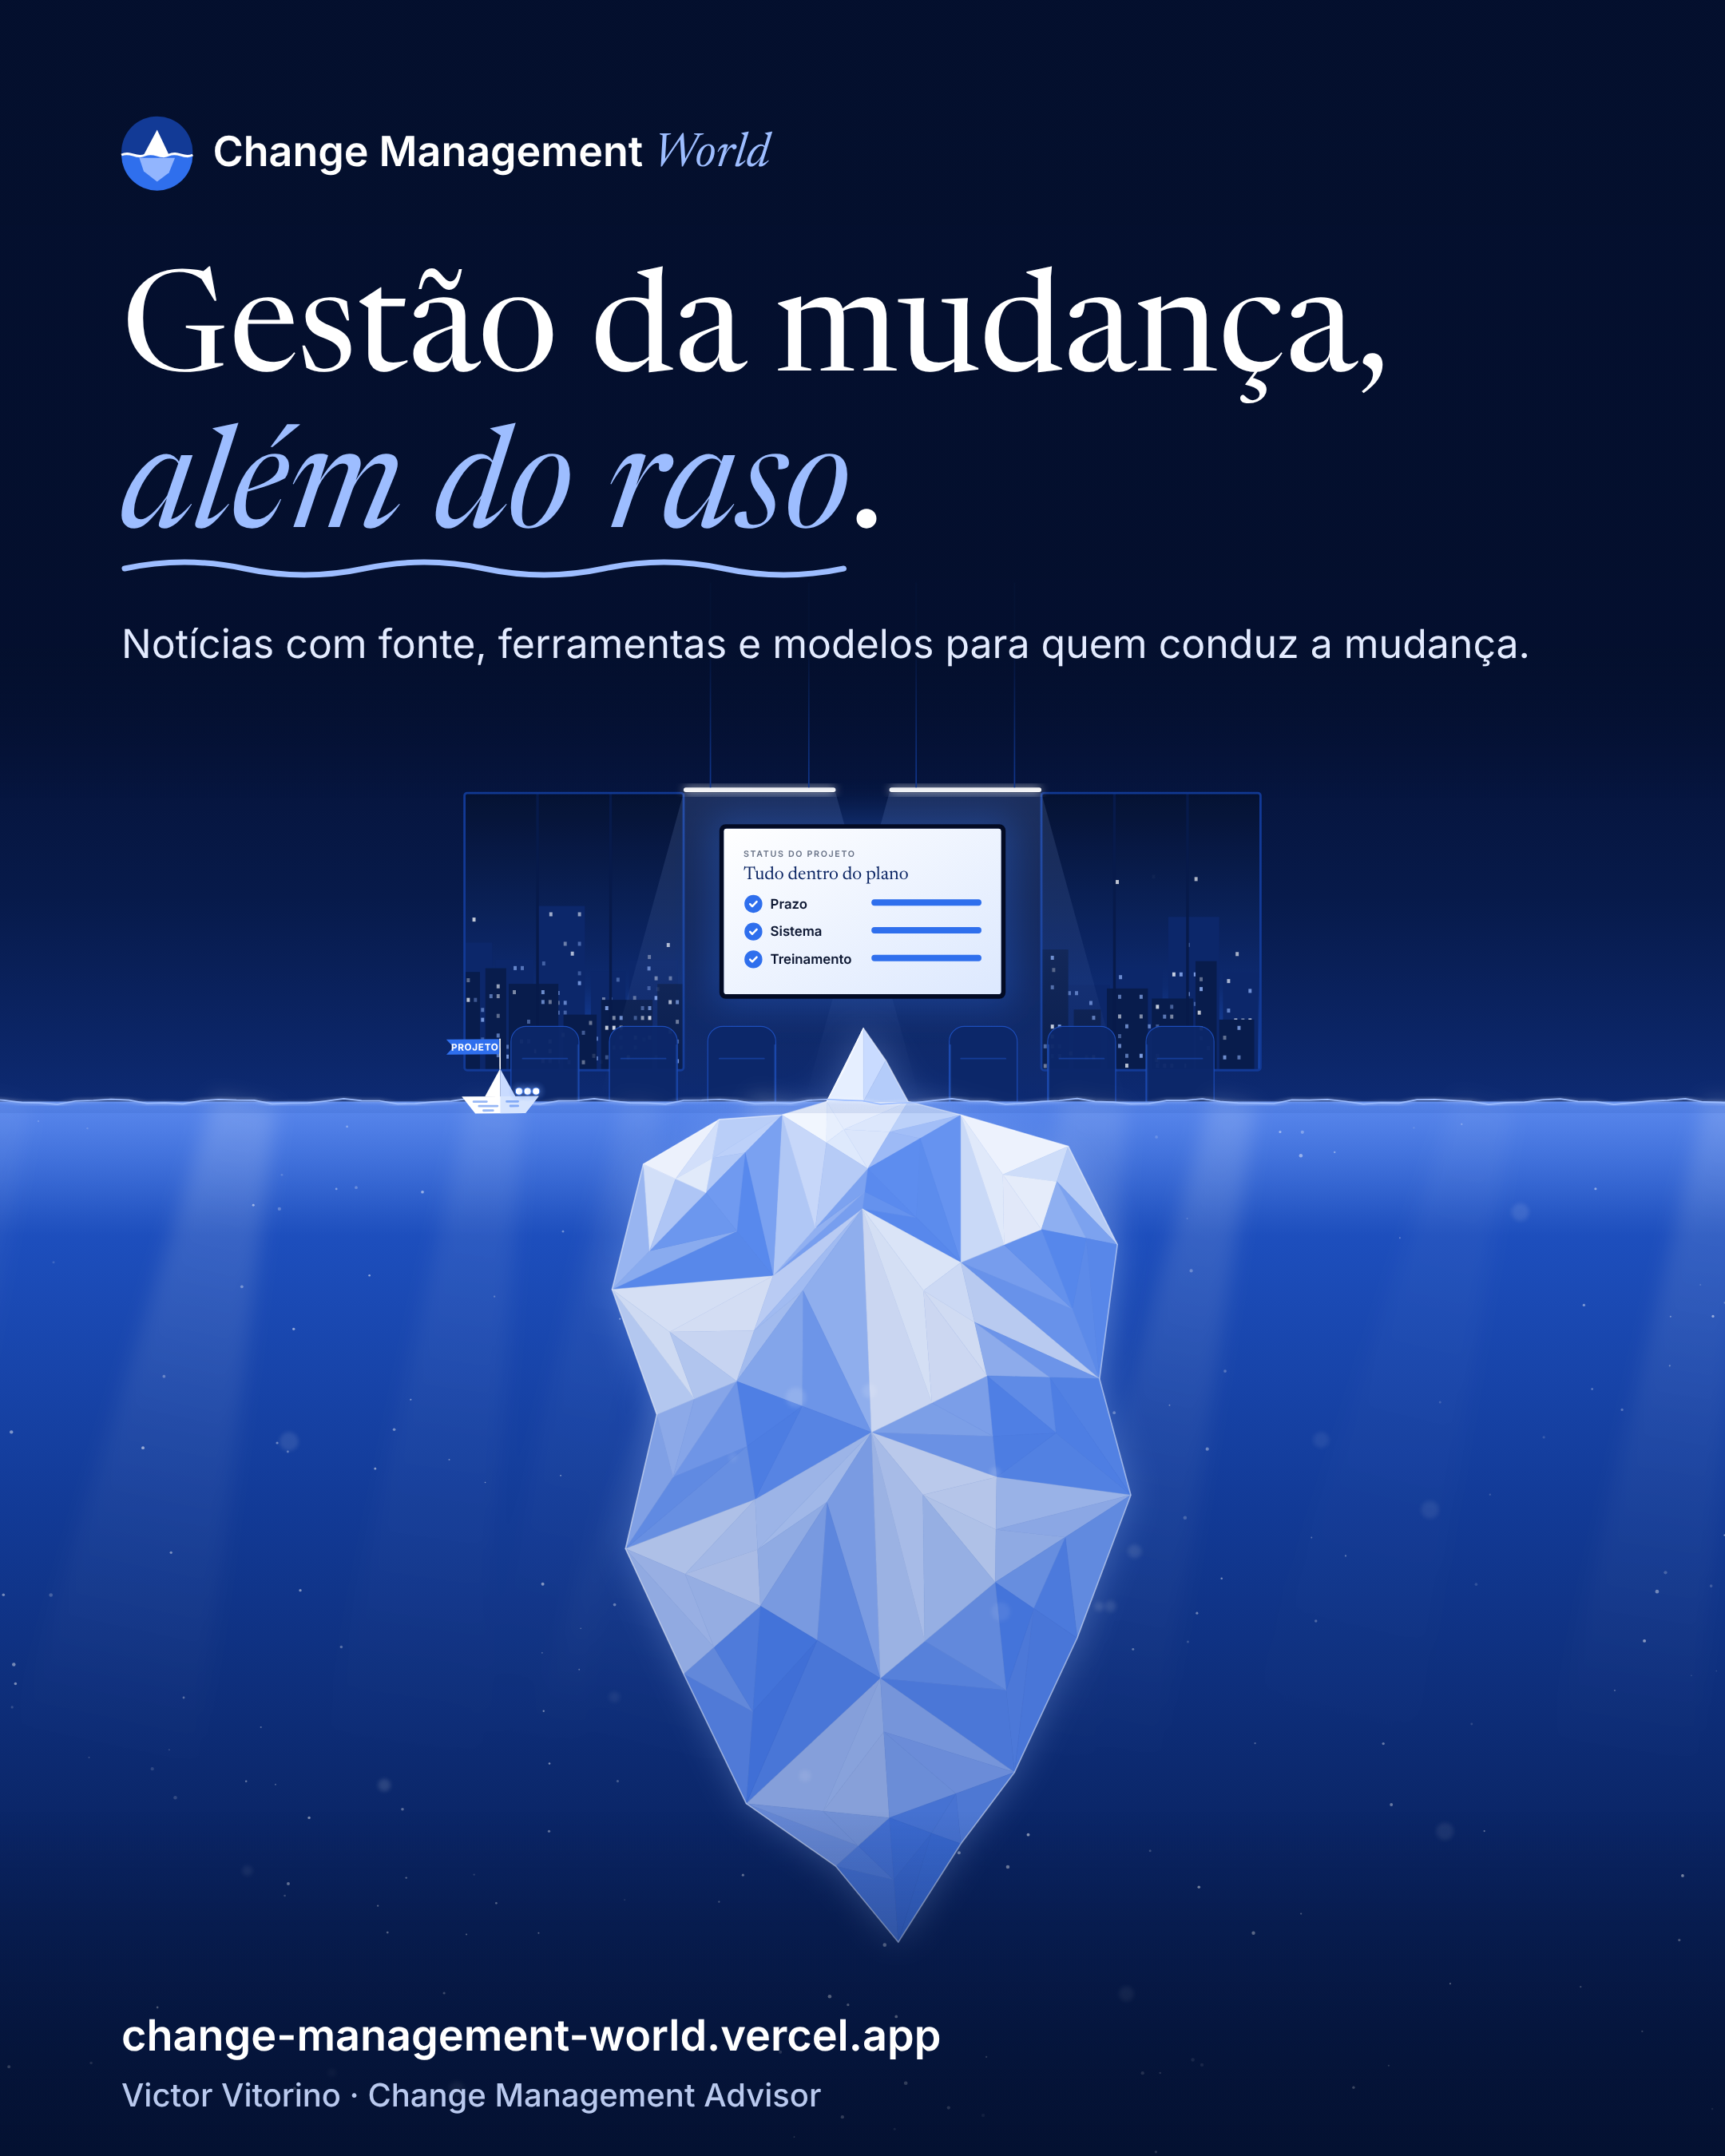 Change Management World
Gestão da mudança,
além do raso.
Notícias com fonte, ferramentas e modelos para quem conduz a mudança.
STATUS DO PROJETO
Tudo dentro do plano
Prazo
Sistema
Treinamento
PROJETO
change-management-world.vercel.app
Victor Vitorino · Change Management Advisor